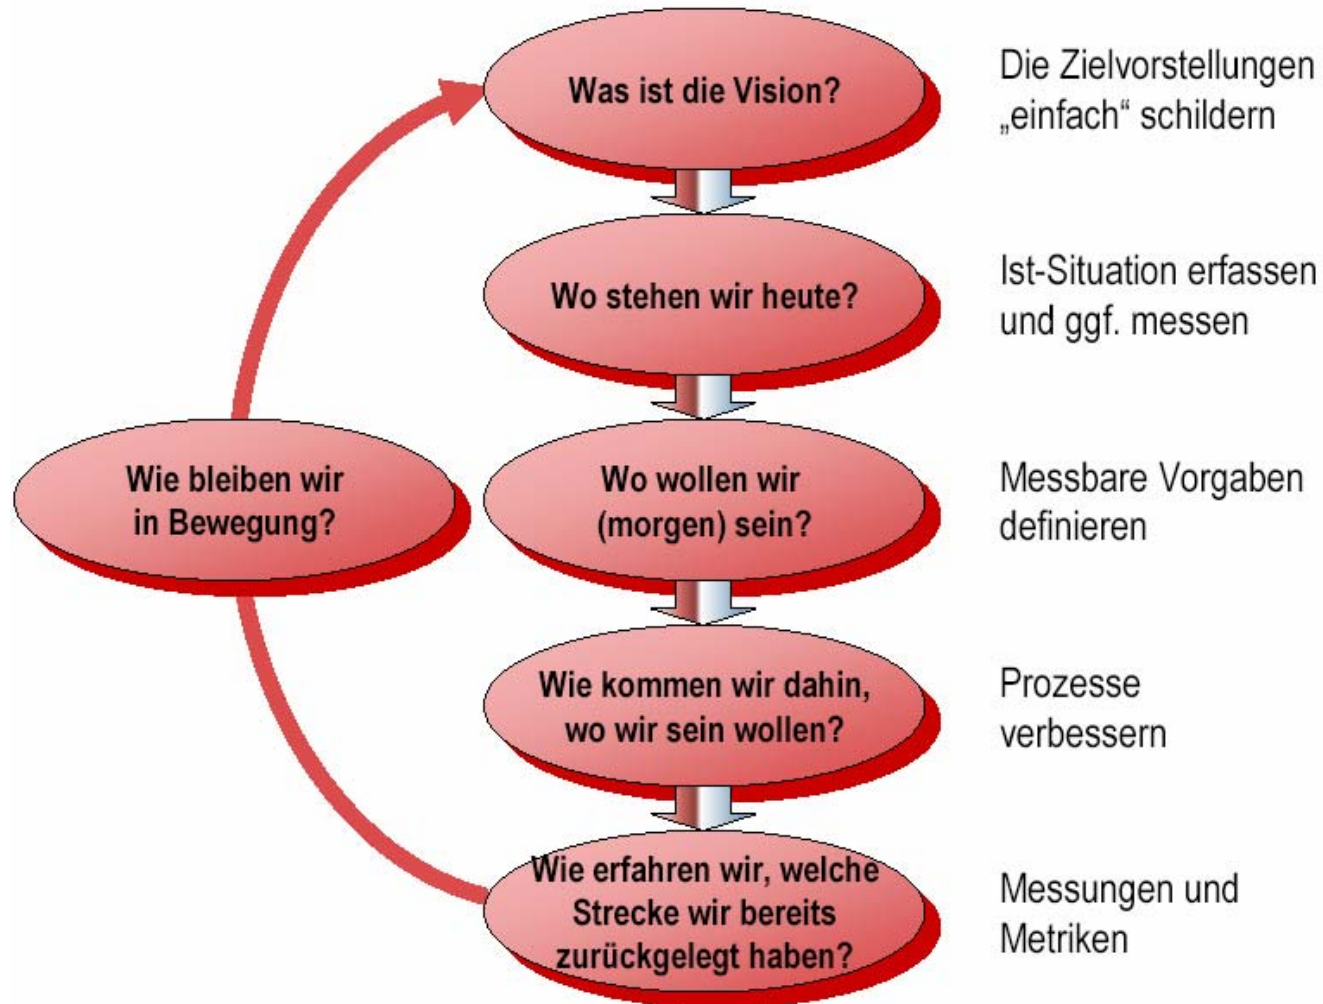 Was ist die Vision?
Die Zielvorstellungen
„einfach“ schildern
Wo stehen wir heute?
Ist-Situation erfassen
und ggf. messen
Wie bleiben wir
in Bewegung?
Wo wollen wir
(morgen) sein?
Messbare Vorgaben
definieren
Wie kommen wir dahin,
wo wir sein wollen?
Prozesse
verbessern
Wie erfahren wir, welche
Strecke wir bereits
zurückgelegt haben?
Messungen und
Metriken